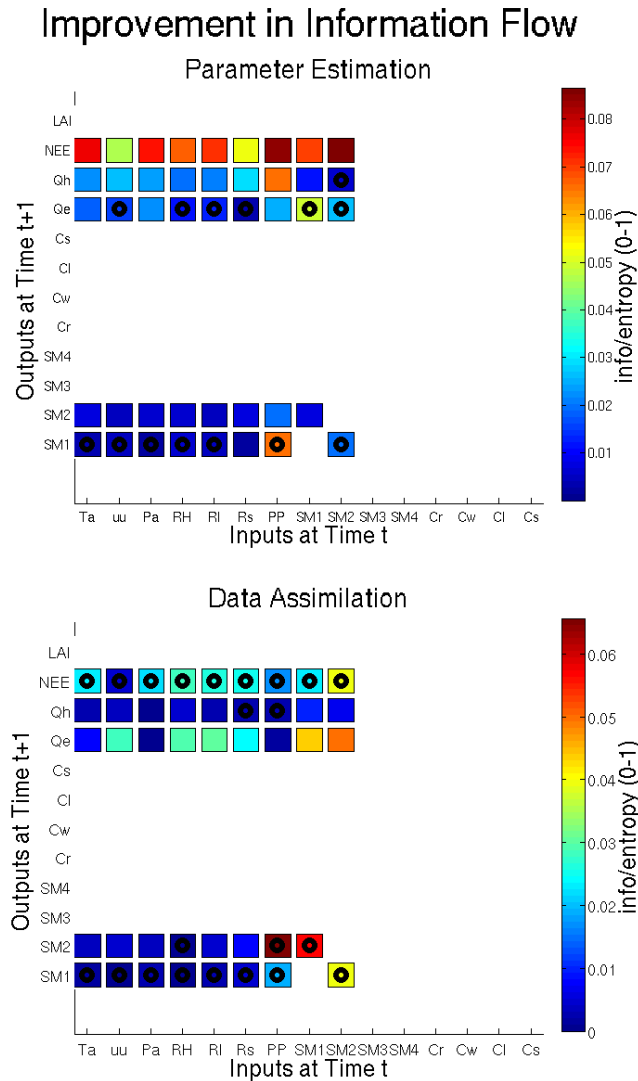 Improvement in Information Flow
Parameter Estimation
LAI
NEE
Qh
Qe
Cs
Cl
Cw
Cr
SM4
SM3
SM2
SM1
Outputs at Time t+1
Ta uu Pa RH Rl Rs PP SM1 SM2 SM3 SM4 Cr Cw Cl Cs
Inputs at Time t
0.08
0.07
0.06
0.05
0.04
0.03
0.02
0.01
info/entropy (0-1)
Data Assimilation
LAI
NEE
Qh
Qe
Cs
Cl
Cw
Cr
SM4
SM3
SM2
SM1
Outputs at Time t+1
Ta uu Pa RH Rl Rs PP SM1 SM2 SM3 SM4 Cr Cw Cl Cs
Inputs at Time t
0.06
0.05
0.04
0.03
0.02
0.01
0
info/entropy (0-1)